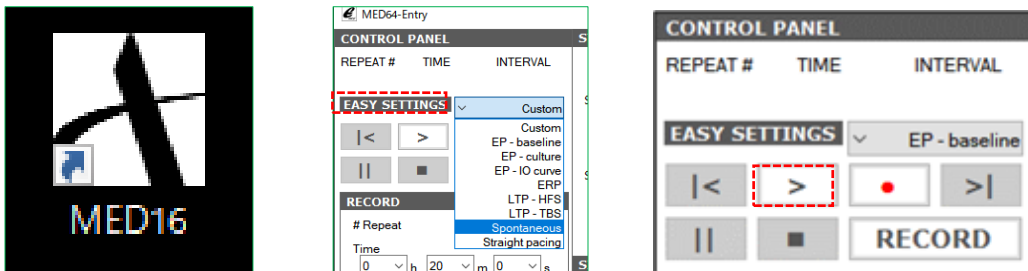 MED16
MED64-Entry
CONTROL PANEL
S
REPEAT # TIME INTERVAL
EASY SETTINGS Custom
Custom
|< > EP - baseline
EP - culture
EP - IO curve
|| ■ ERP
LTP - HFS
RECORD LTP - TBS
# Repeat Spontaneous
Straight pacing
Time
0 h 20 m 0 s S
CONTROL PANEL
REPEAT # TIME INTERVAL
EASY SETTINGS EP - baseline
|< > ● >|
|| ■ RECORD